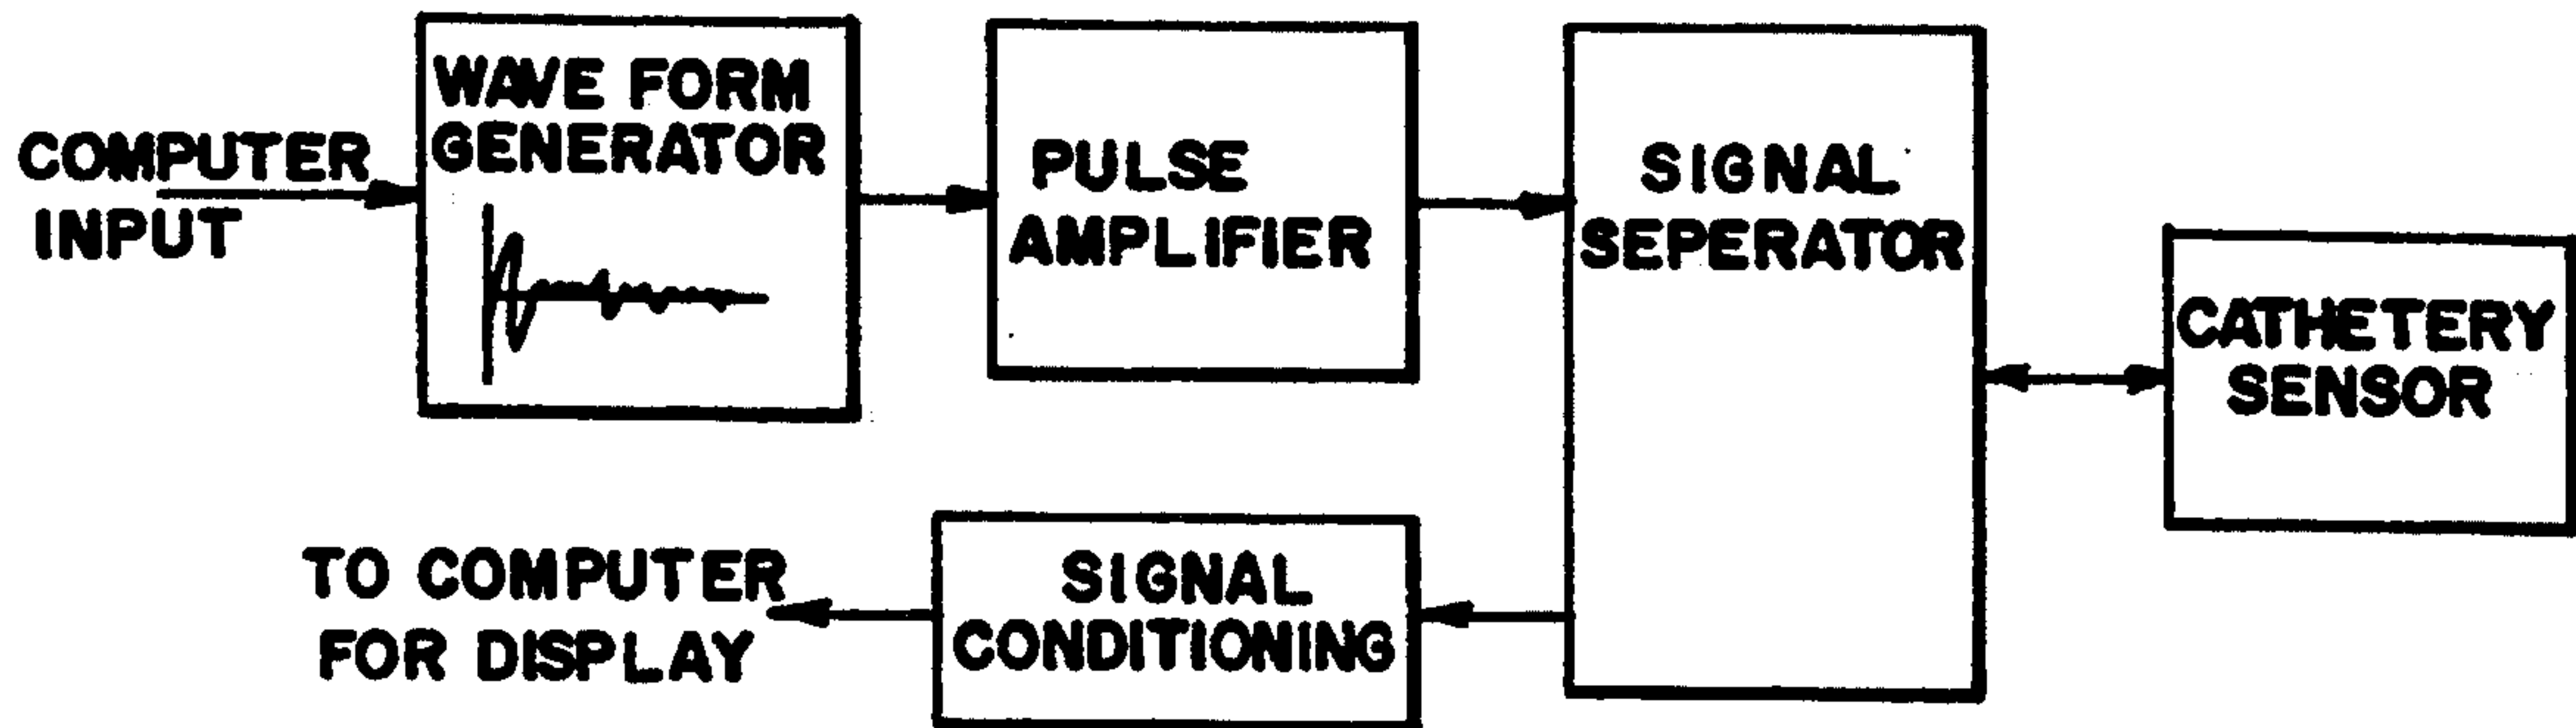 COMPUTER
INPUT
WAVE FORM
GENERATOR
PULSE
AMPLIFIER
SIGNAL
SEPERATOR
CATHETERY
SENSOR
SIGNAL
CONDITIONING
TO COMPUTER
FOR DISPLAY